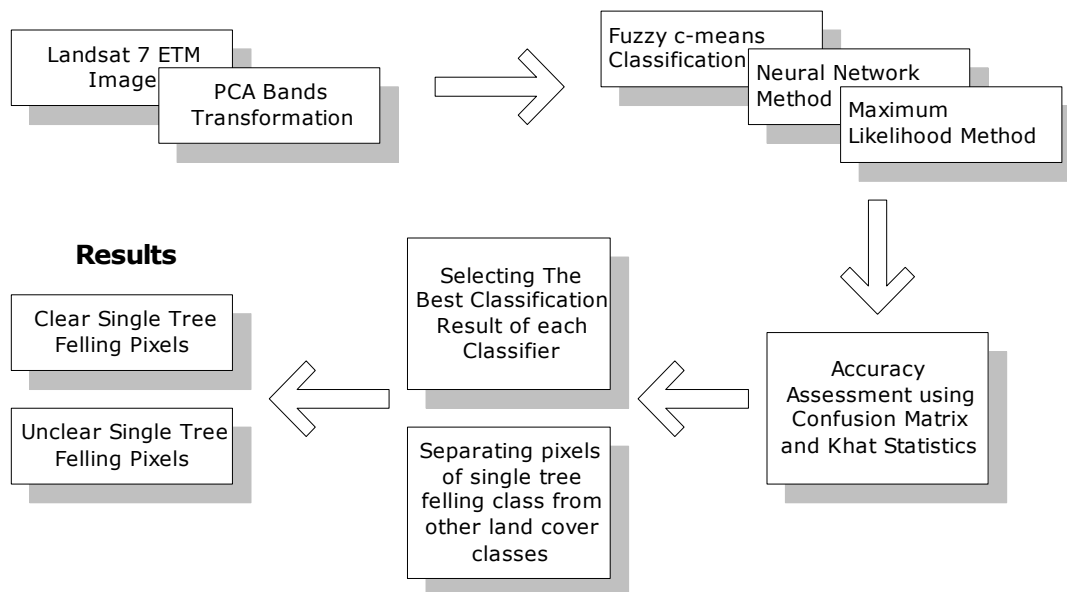 Landsat 7 ETM
Image
PCA Bands
Transformation
Fuzzy c-means
Classification
Neural Network
Method
Maximum
Likelihood Method
Accuracy
Assessment using
Confusion Matrix
and Khat Statistics
Selecting The
Best Classification
Result of each
Classifier
Separating pixels
of single tree
felling class from
other land cover
classes
Results
Clear Single Tree
Felling Pixels
Unclear Single Tree
Felling Pixels